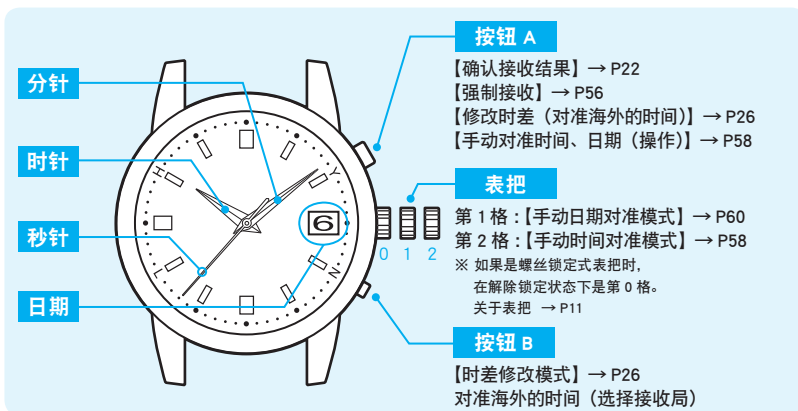 按钮 A
【确认接收结果】→ P22
【强制接收】→ P56
【修改时差（对准海外的时间）】→ P26
【手动对准时间、日期（操作）】→ P58
分针
时针
秒针
日期
H
Y
L
N
6
0 1 2
表把
第 1 格：【手动日期对准模式】→ P60
第 2 格：【手动时间对准模式】→ P58
※ 如果是螺丝锁定式表把时，
在解除锁定状态下是第 0 格。
关于表把 → P11
按钮 B
【时差修改模式】→ P26
对准海外的时间（选择接收局）